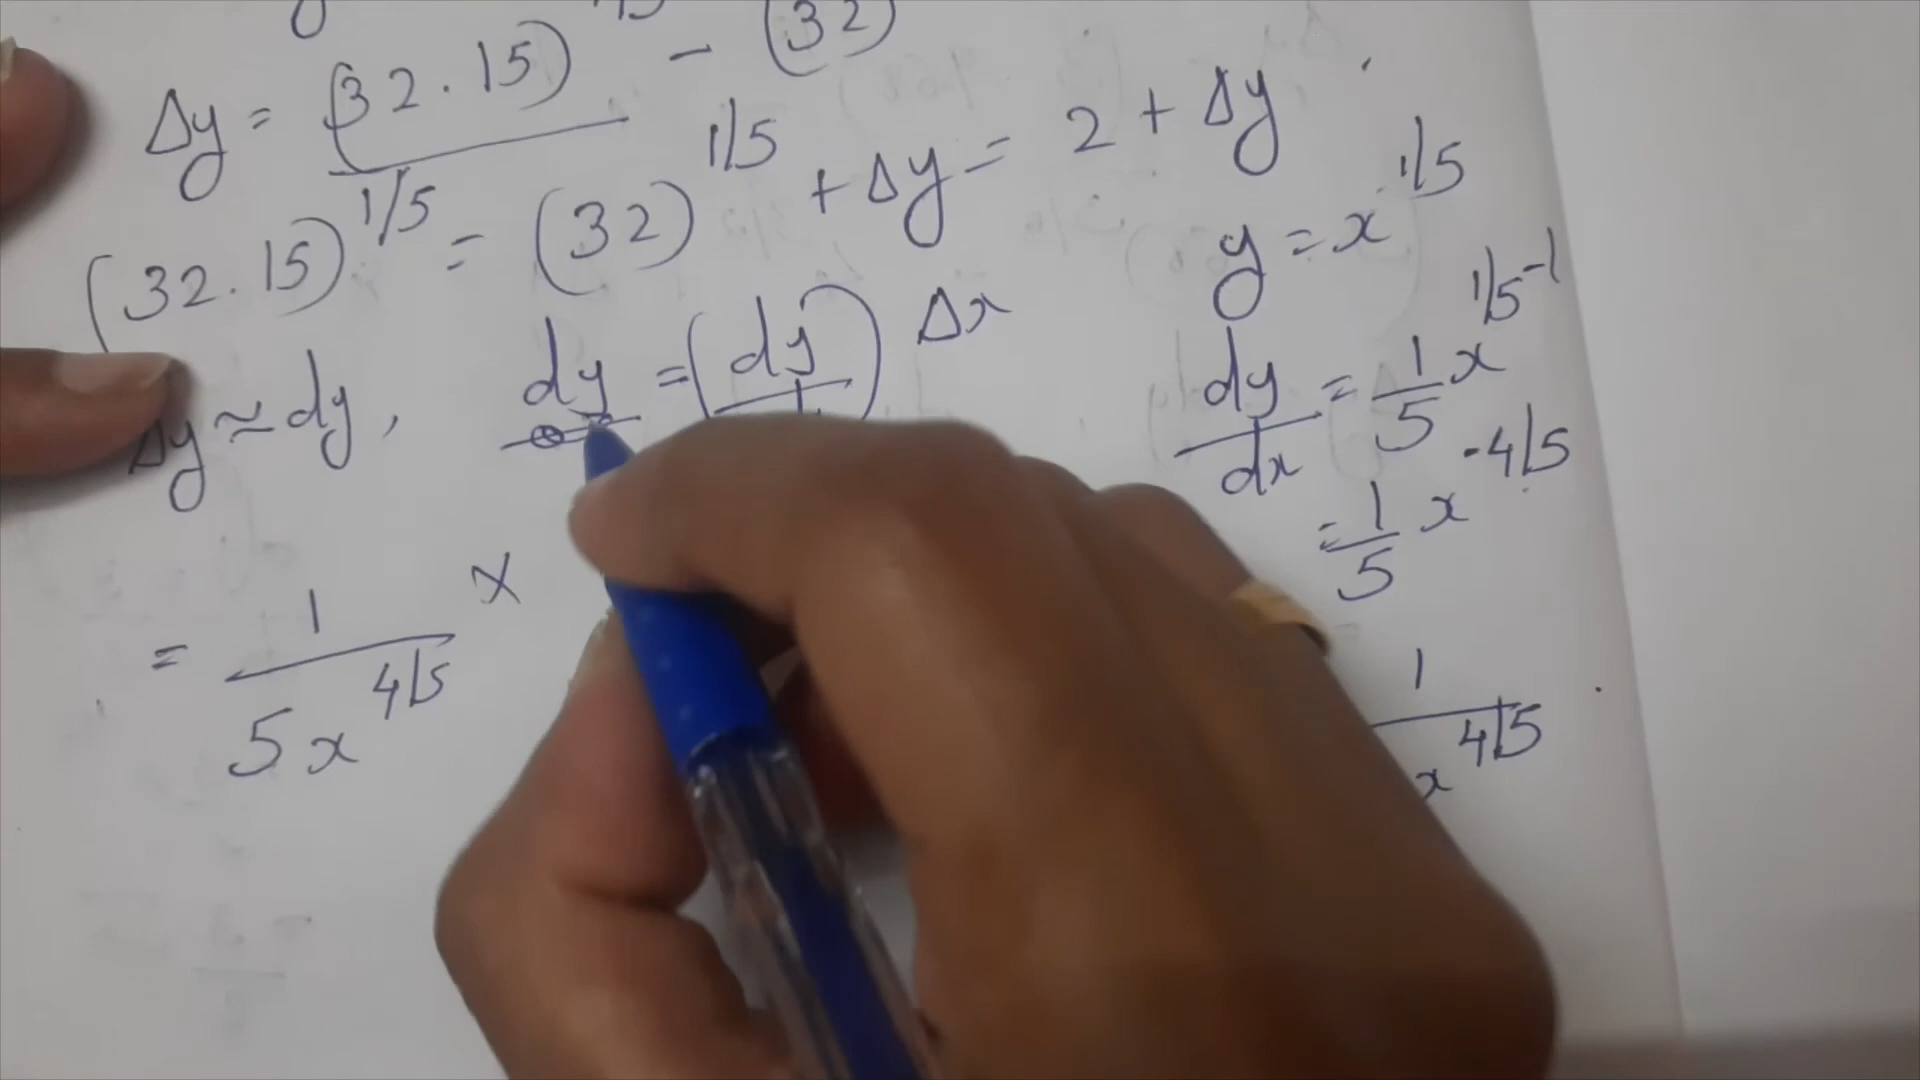 Δy = (32.15) - (32)
(32.15)^1/5 = (32)^1/5 + Δy = 2 + Δy
y = x^1/5
Δy ≈ dy, dy = (dy Δx
dy/dx = 1/5 x^1/5-1
= 1/5 x^-4/5
= 1/5x^4/5 ×
1
x^4/5